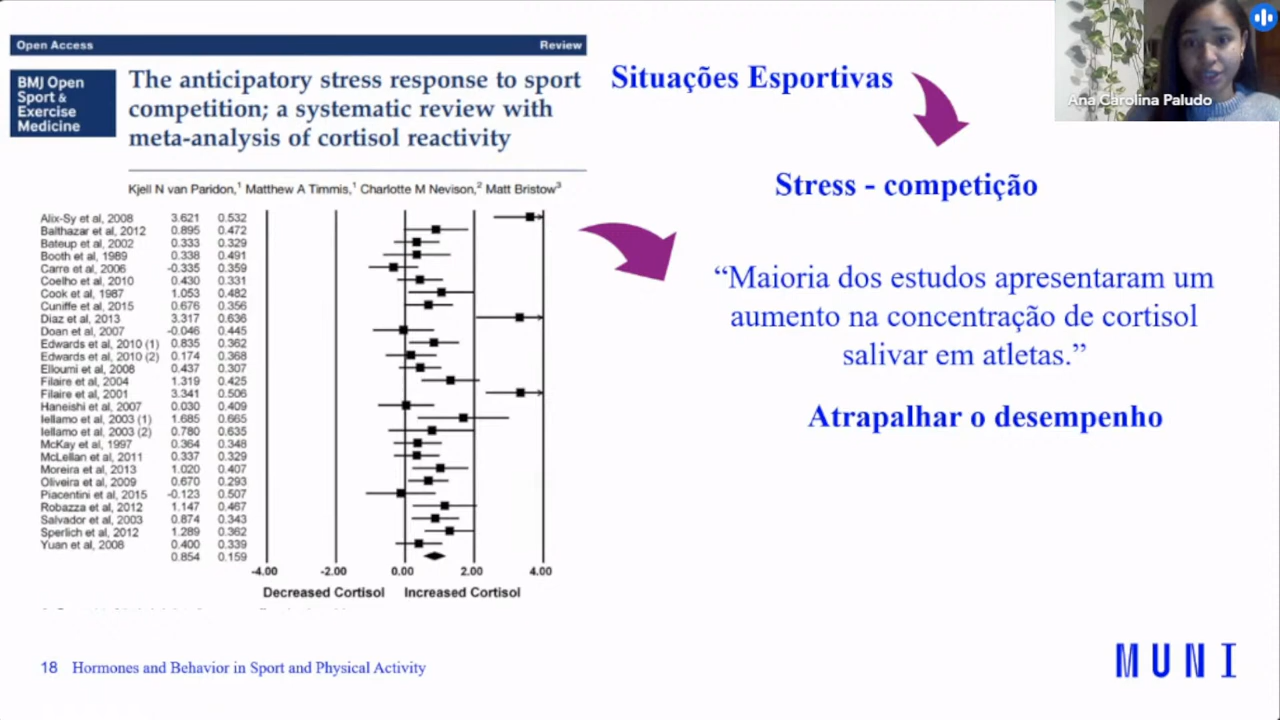 Open Access
Review
BMJ Open
Sport &
Exercise
Medicine
The anticipatory stress response to sport
competition; a systematic review with
meta-analysis of cortisol reactivity
Kjell N van Paridon,¹ Matthew A Timmis,¹ Charlotte M Nevison,² Matt Bristow³
Alix-Sy et al, 2008 3.621 0.532
Balthazar et al, 2012 0.895 0.472
Bateup et al, 2002 0.333 0.329
Booth et al, 1989 0.338 0.491
Carre et al, 2006 -0.335 0.359
Coelho et al, 2010 0.430 0.331
Cook et al, 1987 1.053 0.482
Cuniffe et al, 2015 0.676 0.356
Diaz et al, 2013 3.317 0.636
Doan et al, 2007 -0.046 0.445
Edwards et al, 2010 (1) 0.835 0.362
Edwards et al, 2010 (2) 0.174 0.368
Elloumi et al, 2008 0.437 0.307
Filaire et al, 2004 1.319 0.425
Filaire et al, 2001 3.341 0.506
Haneishi et al, 2007 0.030 0.409
Iellamo et al, 2003 (1) 1.685 0.665
Iellamo et al, 2003 (2) 0.780 0.635
McKay et al, 1997 0.364 0.348
McLellan et al, 2011 0.337 0.329
Moreira et al, 2013 1.020 0.407
Oliveira et al, 2009 0.670 0.293
Piacentini et al, 2015 -0.123 0.507
Robazza et al, 2012 1.147 0.467
Salvador et al, 2003 0.874 0.343
Sperlich et al, 2012 1.289 0.362
Yuan et al, 2008 0.400 0.339
0.854 0.159
-4.00 -2.00 0.00 2.00 4.00
Decreased Cortisol Increased Cortisol
Situações Esportivas
Stress - competição
“Maioria dos estudos apresentaram um
aumento na concentração de cortisol
salivar em atletas.”
Atrapalhar o desempenho
Ana Carolina Paludo
18 Hormones and Behavior in Sport and Physical Activity
MUNI